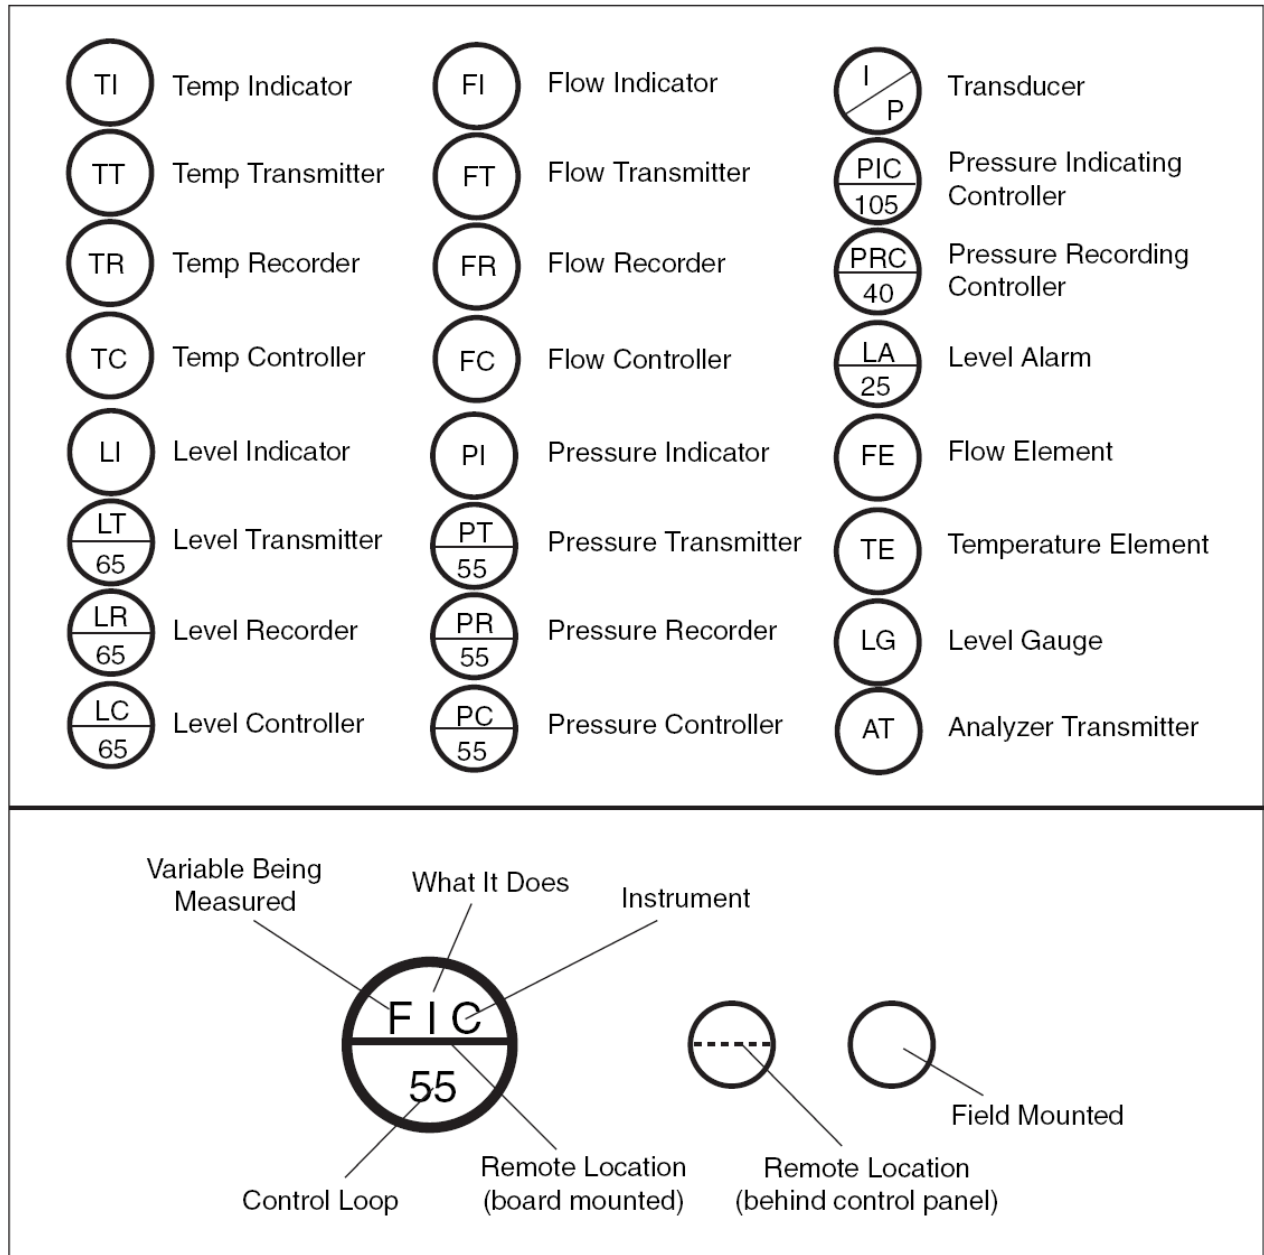 TI Temp Indicator
FI Flow Indicator
I
P
Transducer
TT Temp Transmitter
FT Flow Transmitter
PIC
105
Pressure Indicating
Controller
TR Temp Recorder
FR Flow Recorder
PRC
40
Pressure Recording
Controller
TC Temp Controller
FC Flow Controller
LA
25
Level Alarm
LI Level Indicator
PI Pressure Indicator
FE Flow Element
LT
65
Level Transmitter
PT
55
Pressure Transmitter
TE Temperature Element
LR
65
Level Recorder
PR
55
Pressure Recorder
LG Level Gauge
LC
65
Level Controller
PC
55
Pressure Controller
AT Analyzer Transmitter
Variable Being
Measured
What It Does
Instrument
F I C
55
Field Mounted
Control Loop
Remote Location
(board mounted)
Remote Location
(behind control panel)